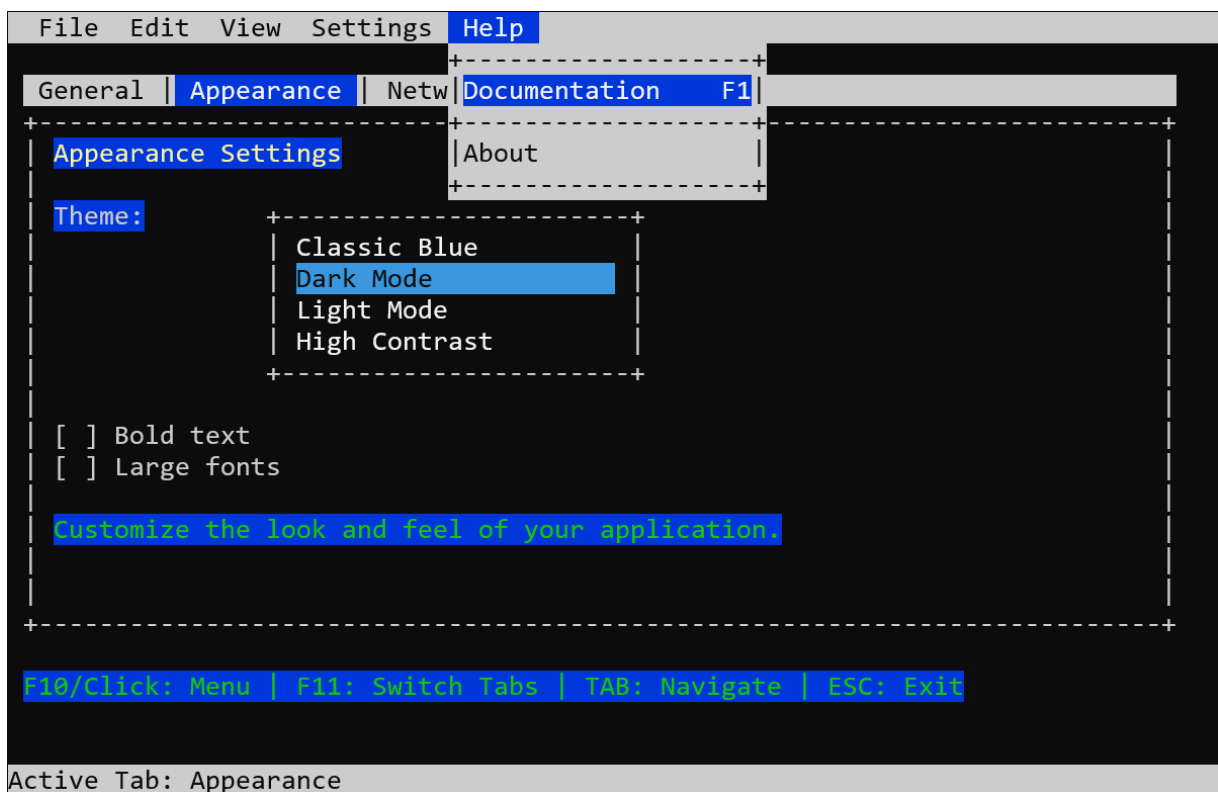 File Edit View Settings Help
+-------------------+
General | Appearance | Netw|Documentation F1|
+----------------------------+-------------------+--------------------------+
| Appearance Settings |About | |
| +-------------------+ |
| Theme: +-----------------------+ |
| | Classic Blue | |
| | Dark Mode | |
| | Light Mode | |
| | High Contrast | |
| +-----------------------+ |
| [ ] Bold text |
| [ ] Large fonts |
| Customize the look and feel of your application. |
+--------------------------------------------------------------------------+
F10/Click: Menu | F11: Switch Tabs | TAB: Navigate | ESC: Exit
Active Tab: Appearance